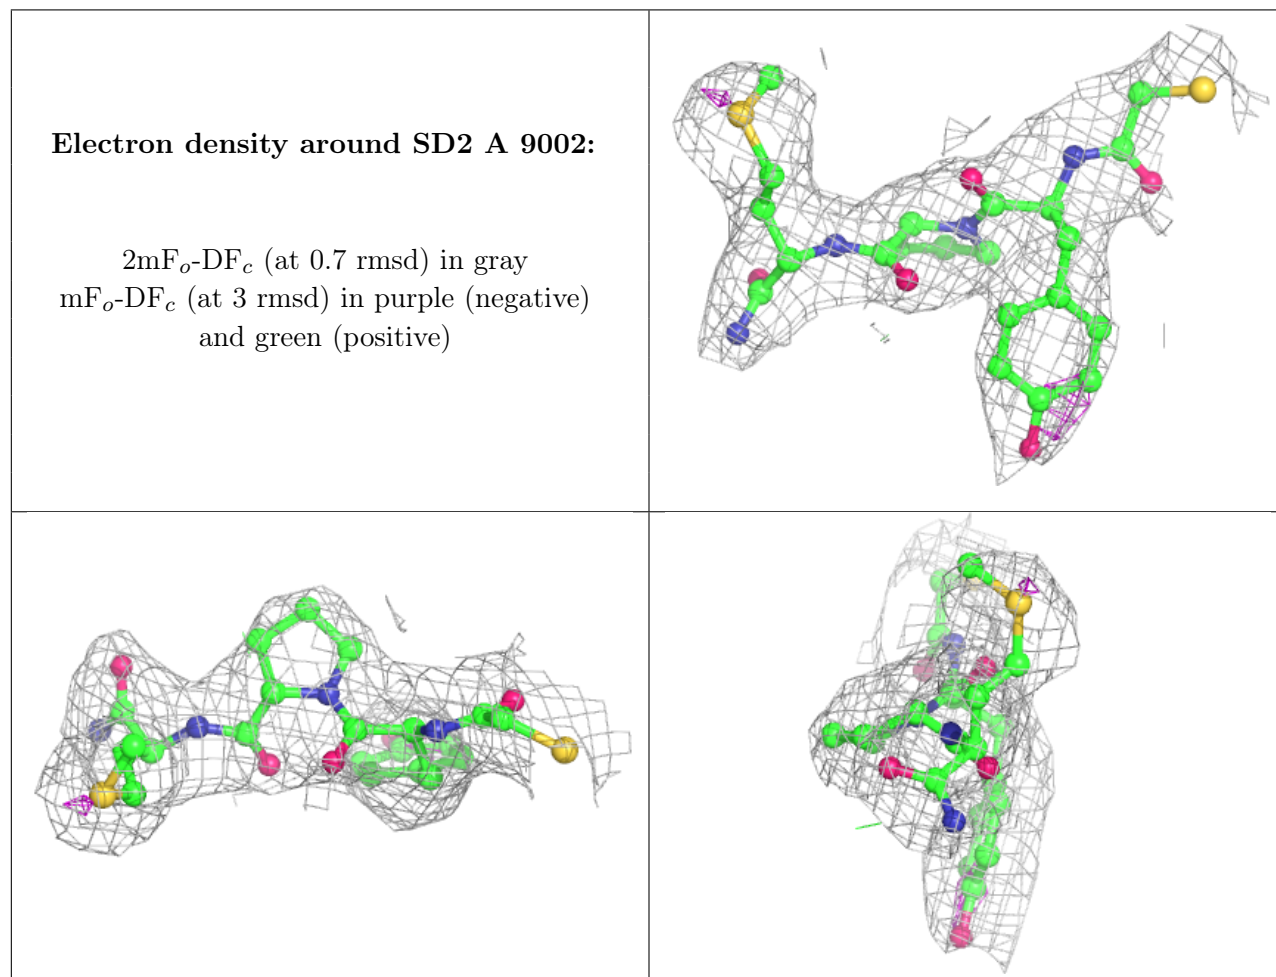 Electron density around SD2 A 9002:
2mFo-DFc (at 0.7 rmsd) in gray
mFo-DFc (at 3 rmsd) in purple (negative)
and green (positive)